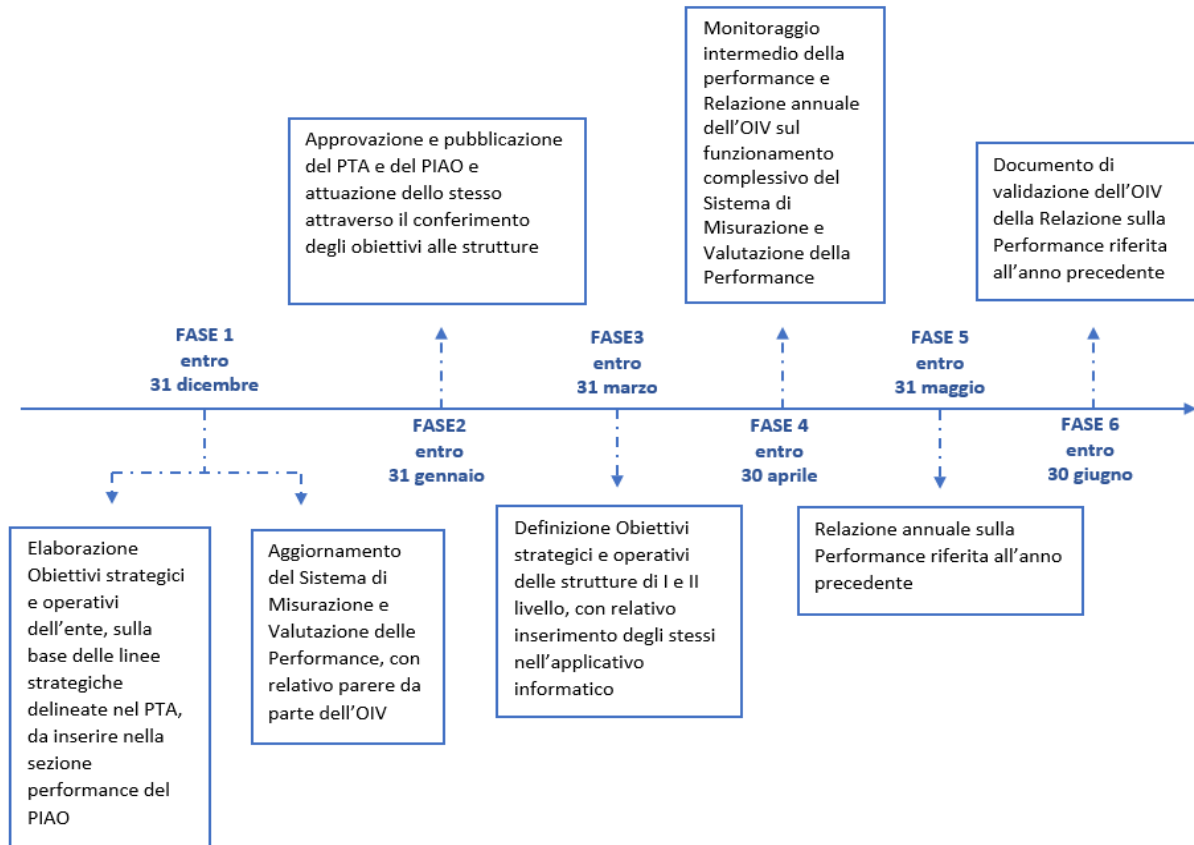 Monitoraggio
intermedio della
performance e
Relazione annuale
dell’OIV sul
funzionamento
complessivo del
Sistema di
Misurazione e
Valutazione della
Performance
Approvazione e pubblicazione
del PTA e del PIAO e
attuazione dello stesso
attraverso il conferimento
degli obiettivi alle strutture
Documento di
validazione dell’OIV
della Relazione sulla
Performance riferita
all’anno precedente
FASE 1
entro
31 dicembre
FASE2
entro
31 gennaio
FASE3
entro
31 marzo
FASE 4
entro
30 aprile
FASE 5
entro
31 maggio
FASE 6
entro
30 giugno
Elaborazione
Obiettivi strategici
e operativi
dell’ente, sulla
base delle linee
strategiche
delineate nel PTA,
da inserire nella
sezione
performance del
PIAO
Aggiornamento
del Sistema di
Misurazione e
Valutazione delle
Performance, con
relativo parere da
parte dell’OIV
Definizione Obiettivi
strategici e operativi
delle strutture di I e II
livello, con relativo
inserimento degli stessi
nell’applicativo
informatico
Relazione annuale sulla
Performance riferita all’anno
precedente